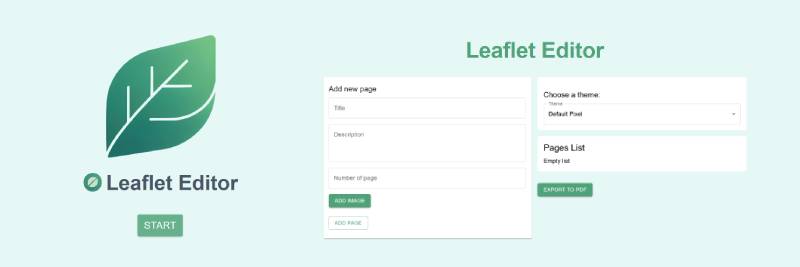 Leaflet Editor
START
Leaflet Editor
Add new page
Title
Description
Number of page
ADD IMAGE
ADD PAGE
Choose a theme:
Theme
Default Pixel
Pages List
Empty list
EXPORT TO PDF